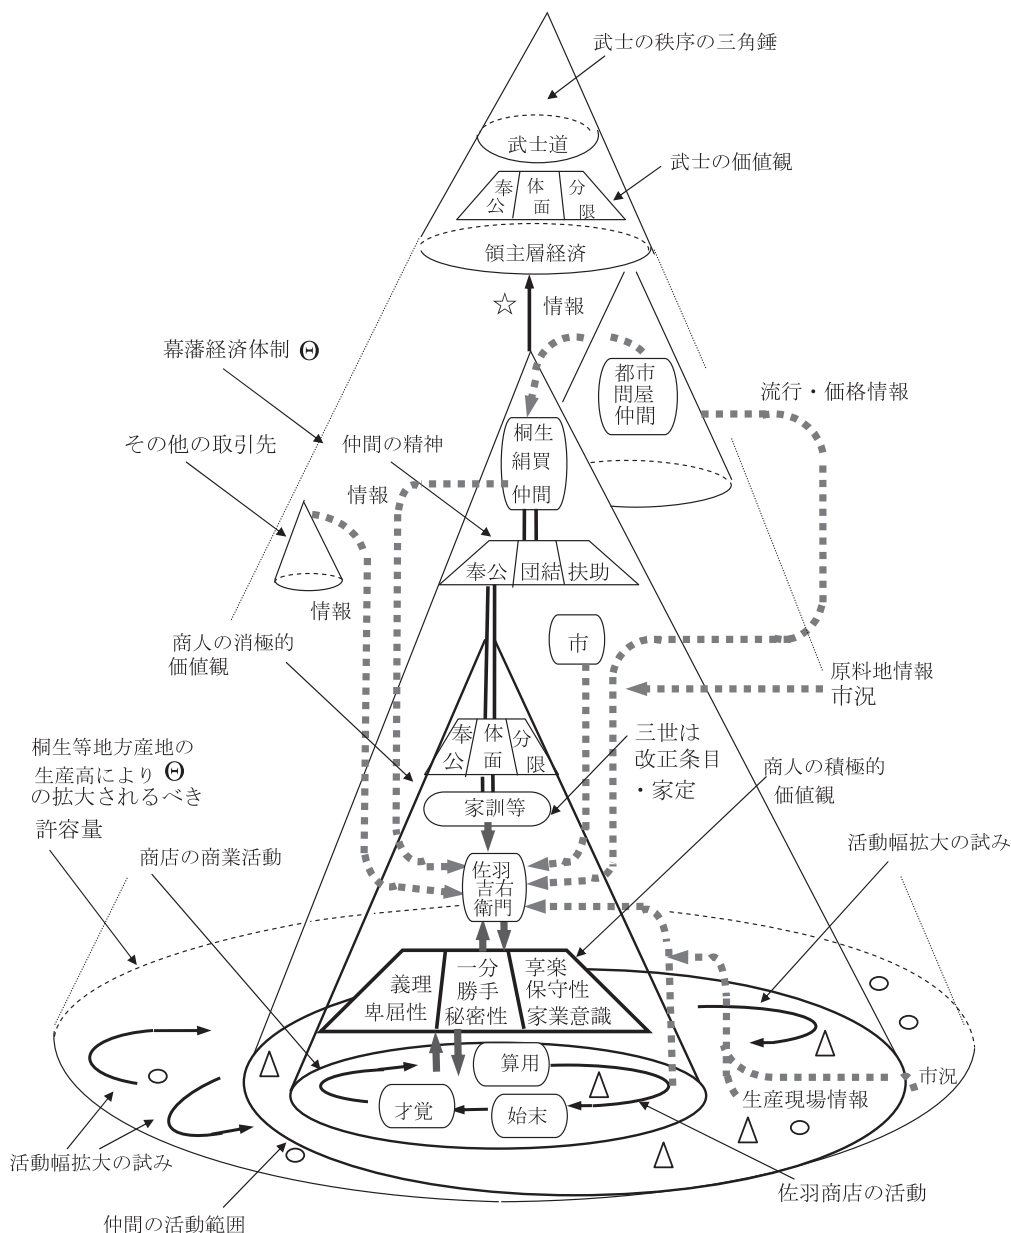 武士の秩序の三角錘
武士道
武士の価値観
奉公
体面
分限
領主層経済
☆
情報
幕藩経済体制 Θ
都市
問屋
仲間
流行・価格情報
その他の取引先
仲間の精神
桐生
絹買
仲間
情報
奉公
団結
扶助
情報
市
商人の消極的
価値観
原料地情報
市況
奉公
体面
分限
三世は
改正条目
・家定
桐生等地方産地の
生産高により Θ
の拡大されるべき
許容量
家訓等
商人の積極的
価値観
商店の商業活動
活動幅拡大の試み
佐羽
吉右
衛門
義理
卑屈性
一分
勝手
秘密性
享楽
保守性
家業意識
算用
才覚
始末
市況
生産現場情報
活動幅拡大の試み
佐羽商店の活動
仲間の活動範囲